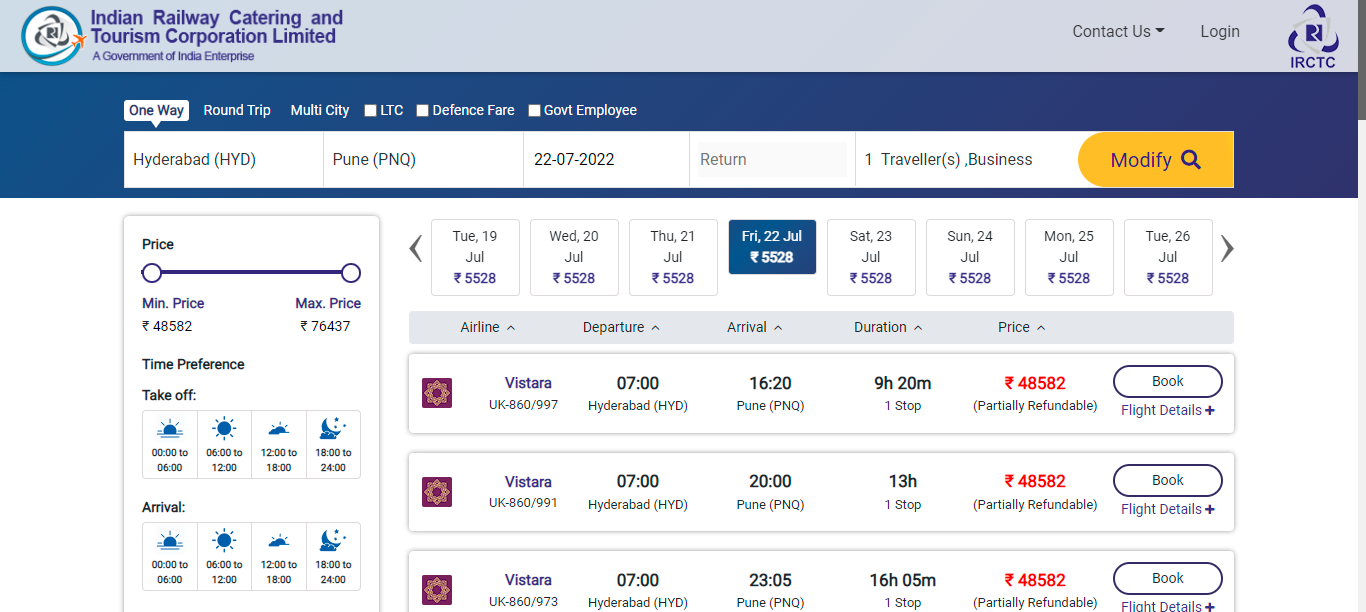 Indian Railway Catering and
Tourism Corporation Limited
A Government of India Enterprise
Contact Us
Login
IRCTC
One Way
Round Trip
Multi City
LTC
Defence Fare
Govt Employee
Hyderabad (HYD)
Pune (PNQ)
22-07-2022
Return
1 Traveller(s) ,Business
Modify
Price
Min. Price
Max. Price
₹ 48582
₹ 76437
Time Preference
Take off:
00:00 to
06:00
06:00 to
12:00
12:00 to
18:00
18:00 to
24:00
Arrival:
00:00 to
06:00
06:00 to
12:00
12:00 to
18:00
18:00 to
24:00
Tue, 19
Jul
₹ 5528
Wed, 20
Jul
₹ 5528
Thu, 21
Jul
₹ 5528
Fri, 22 Jul
₹ 5528
Sat, 23
Jul
₹ 5528
Sun, 24
Jul
₹ 5528
Mon, 25
Jul
₹ 5528
Tue, 26
Jul
₹ 5528
Airline
Departure
Arrival
Duration
Price
Vistara
UK-860/997
07:00
Hyderabad (HYD)
16:20
Pune (PNQ)
9h 20m
1 Stop
₹ 48582
(Partially Refundable)
Book
Flight Details +
Vistara
UK-860/991
07:00
Hyderabad (HYD)
20:00
Pune (PNQ)
13h
1 Stop
₹ 48582
(Partially Refundable)
Book
Flight Details +
Vistara
UK-860/973
07:00
Hyderabad (HYD)
23:05
Pune (PNQ)
16h 05m
1 Stop
₹ 48582
(Partially Refundable)
Book
Flight Details +